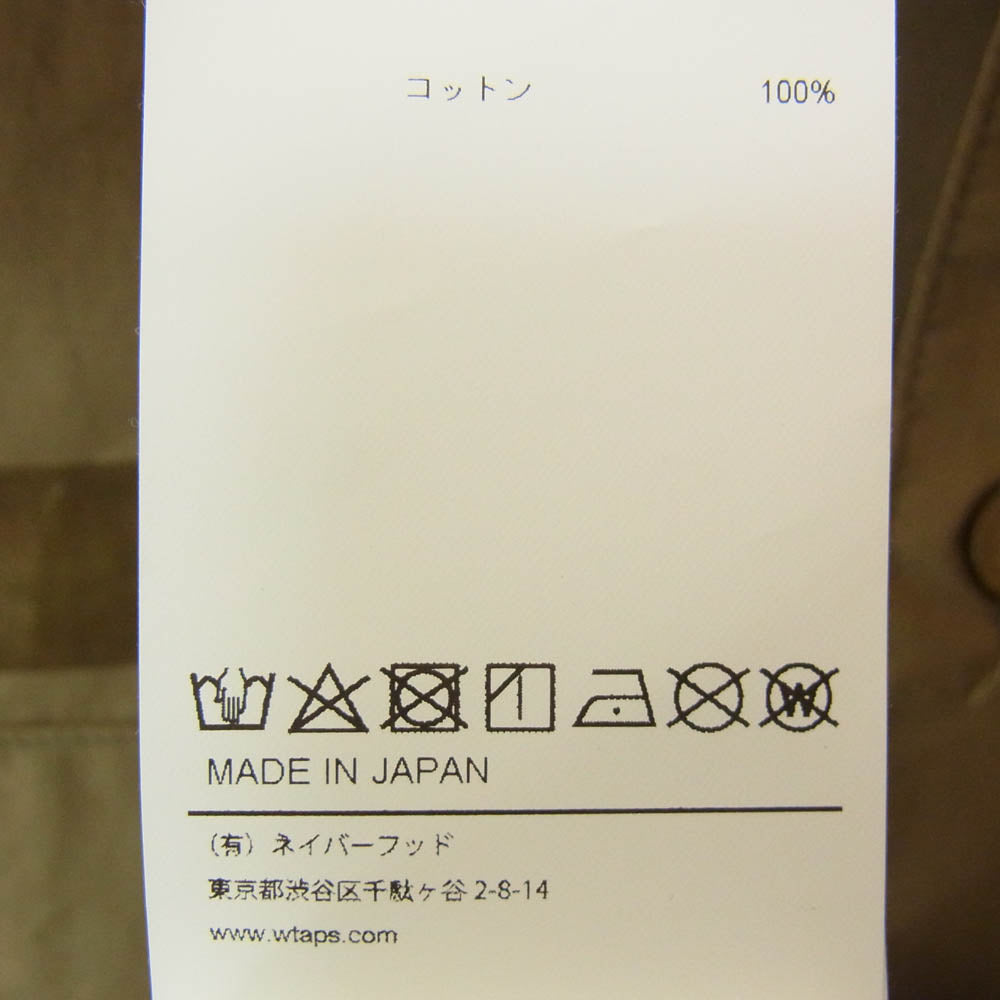 コットン 100%
W
MADE IN JAPAN
（有）ネイバーフッド
東京都渋谷区千駄ヶ谷 2-8-14
www.wtaps.com